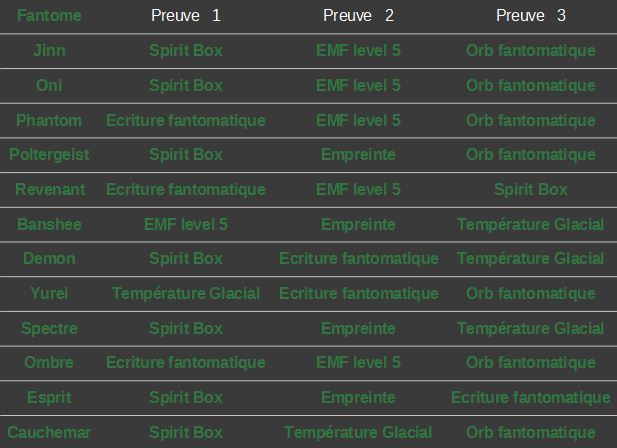 Fantome Preuve 1 Preuve 2 Preuve 3
Jinn Spirit Box EMF level 5 Orb fantomatique
Oni Spirit Box EMF level 5 Orb fantomatique
Phantom Ecriture fantomatique EMF level 5 Orb fantomatique
Poltergeist Spirit Box Empreinte Orb fantomatique
Revenant Ecriture fantomatique EMF level 5 Spirit Box
Banshee EMF level 5 Empreinte Température Glacial
Demon Spirit Box Ecriture fantomatique Température Glacial
Yurei Température Glacial Ecriture fantomatique Orb fantomatique
Spectre Spirit Box Empreinte Température Glacial
Ombre Ecriture fantomatique EMF level 5 Orb fantomatique
Esprit Spirit Box Empreinte Ecriture fantomatique
Cauchemar Spirit Box Température Glacial Orb fantomatique